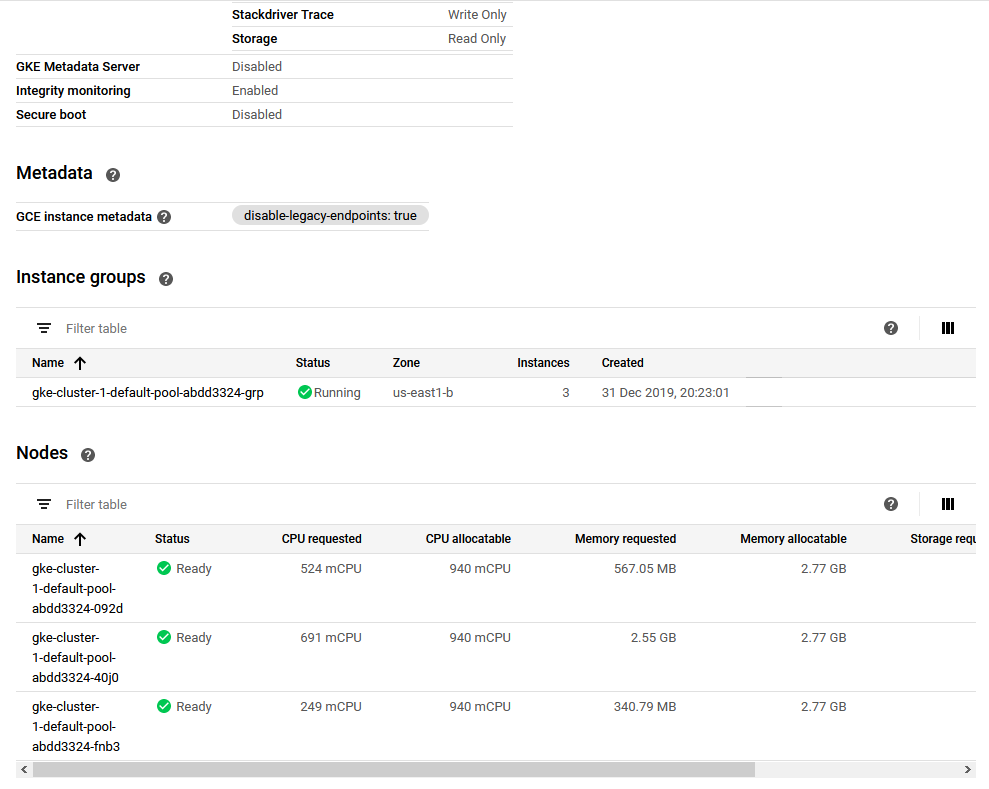 Stackdriver Trace Write Only
Storage Read Only
GKE Metadata Server Disabled
Integrity monitoring Enabled
Secure boot Disabled
Metadata
GCE instance metadata disable-legacy-endpoints: true
Instance groups
Filter table
Name Status Zone Instances Created
gke-cluster-1-default-pool-abdd3324-grp Running us-east1-b 3 31 Dec 2019, 20:23:01
Nodes
Filter table
Name Status CPU requested CPU allocatable Memory requested Memory allocatable Storage requ
gke-cluster- Ready 524 mCPU 940 mCPU 567.05 MB 2.77 GB
1-default-pool-
abdd3324-092d
gke-cluster- Ready 691 mCPU 940 mCPU 2.55 GB 2.77 GB
1-default-pool-
abdd3324-40j0
gke-cluster- Ready 249 mCPU 940 mCPU 340.79 MB 2.77 GB
1-default-pool-
abdd3324-fnb3